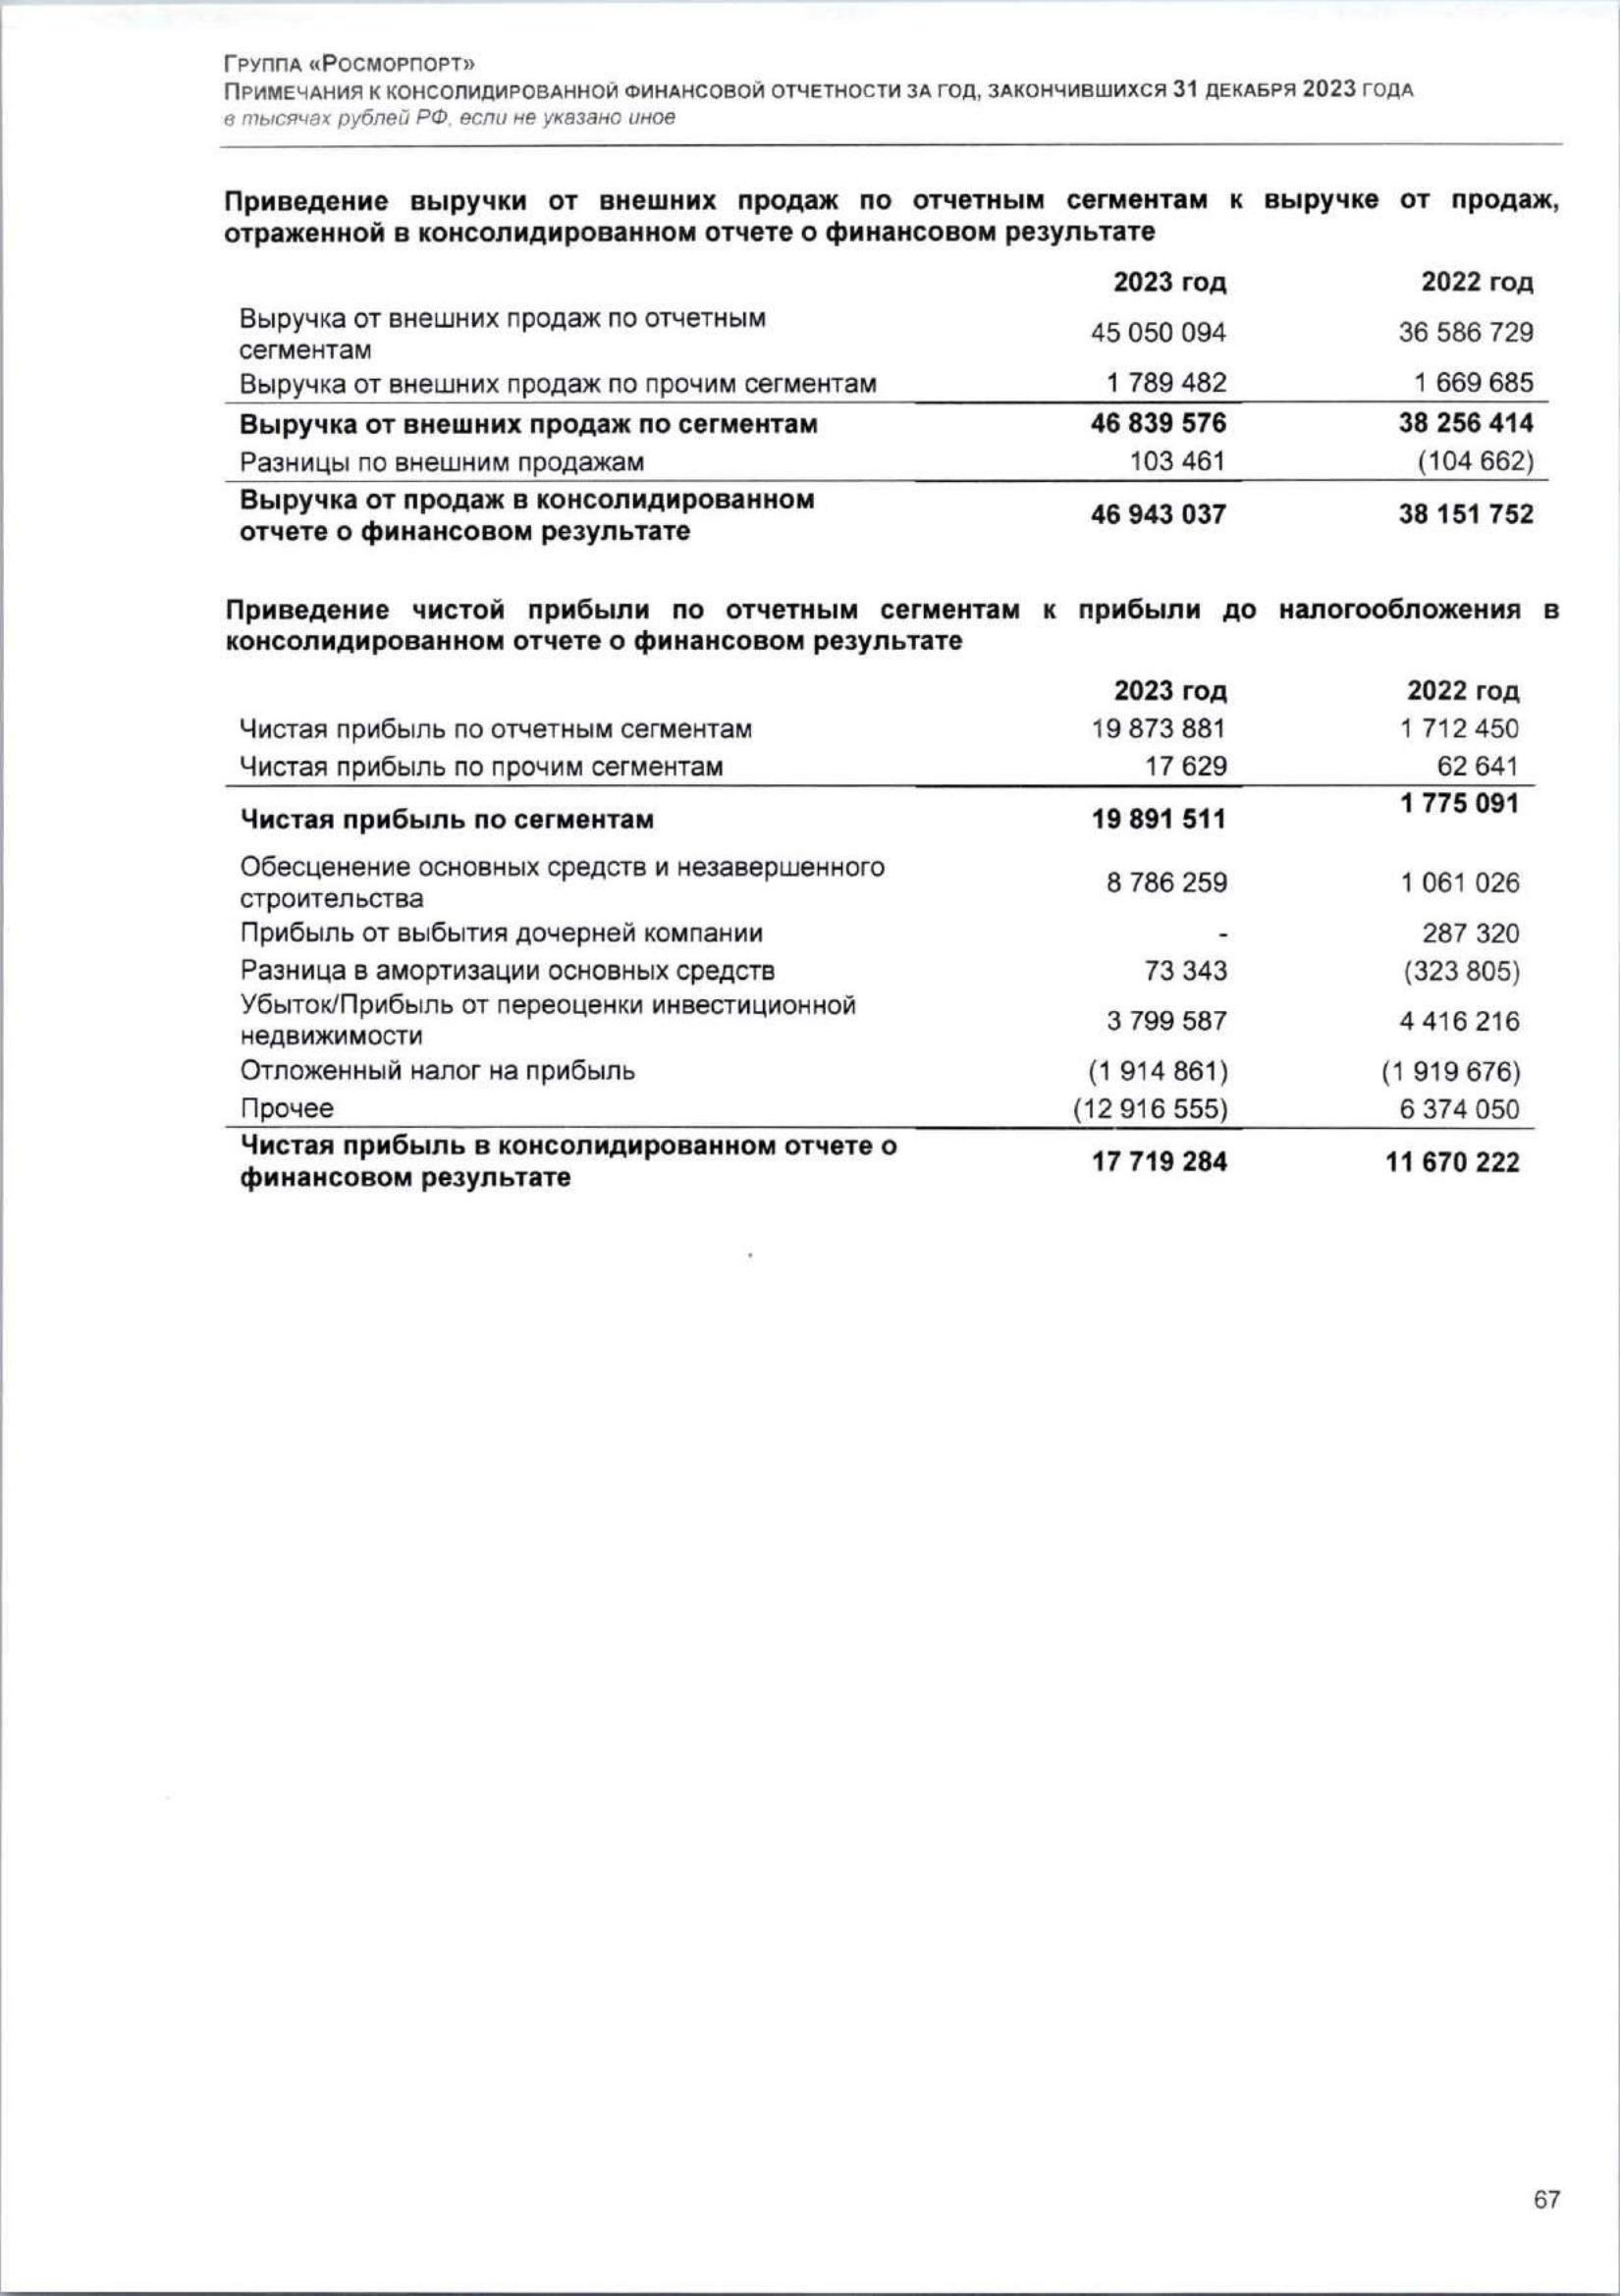 Группа «Росморпорт»
Примечания к консолидированной финансовой отчетности за год, закончившихся 31 декабря 2023 года
в тысячах рублей РФ, если не указано иное
Приведение выручки от внешних продаж по отчетным сегментам к выручке от продаж,
отраженной в консолидированном отчете о финансовом результате
2023 год 2022 год
Выручка от внешних продаж по отчетным
сегментам 45 050 094 36 586 729
Выручка от внешних продаж по прочим сегментам 1 789 482 1 669 685
Выручка от внешних продаж по сегментам 46 839 576 38 256 414
Разницы по внешним продажам 103 461 (104 662)
Выручка от продаж в консолидированном
отчете о финансовом результате 46 943 037 38 151 752
Приведение чистой прибыли по отчетным сегментам к прибыли до налогообложения в
консолидированном отчете о финансовом результате
2023 год 2022 год
Чистая прибыль по отчетным сегментам 19 873 881 1 712 450
Чистая прибыль по прочим сегментам 17 629 62 641
Чистая прибыль по сегментам 19 891 511 1 775 091
Обесценение основных средств и незавершенного
строительства 8 786 259 1 061 026
Прибыль от выбытия дочерней компании - 287 320
Разница в амортизации основных средств 73 343 (323 805)
Убыток/Прибыль от переоценки инвестиционной
недвижимости 3 799 587 4 416 216
Отложенный налог на прибыль (1 914 861) (1 919 676)
Прочее (12 916 555) 6 374 050
Чистая прибыль в консолидированном отчете о
финансовом результате 17 719 284 11 670 222
67